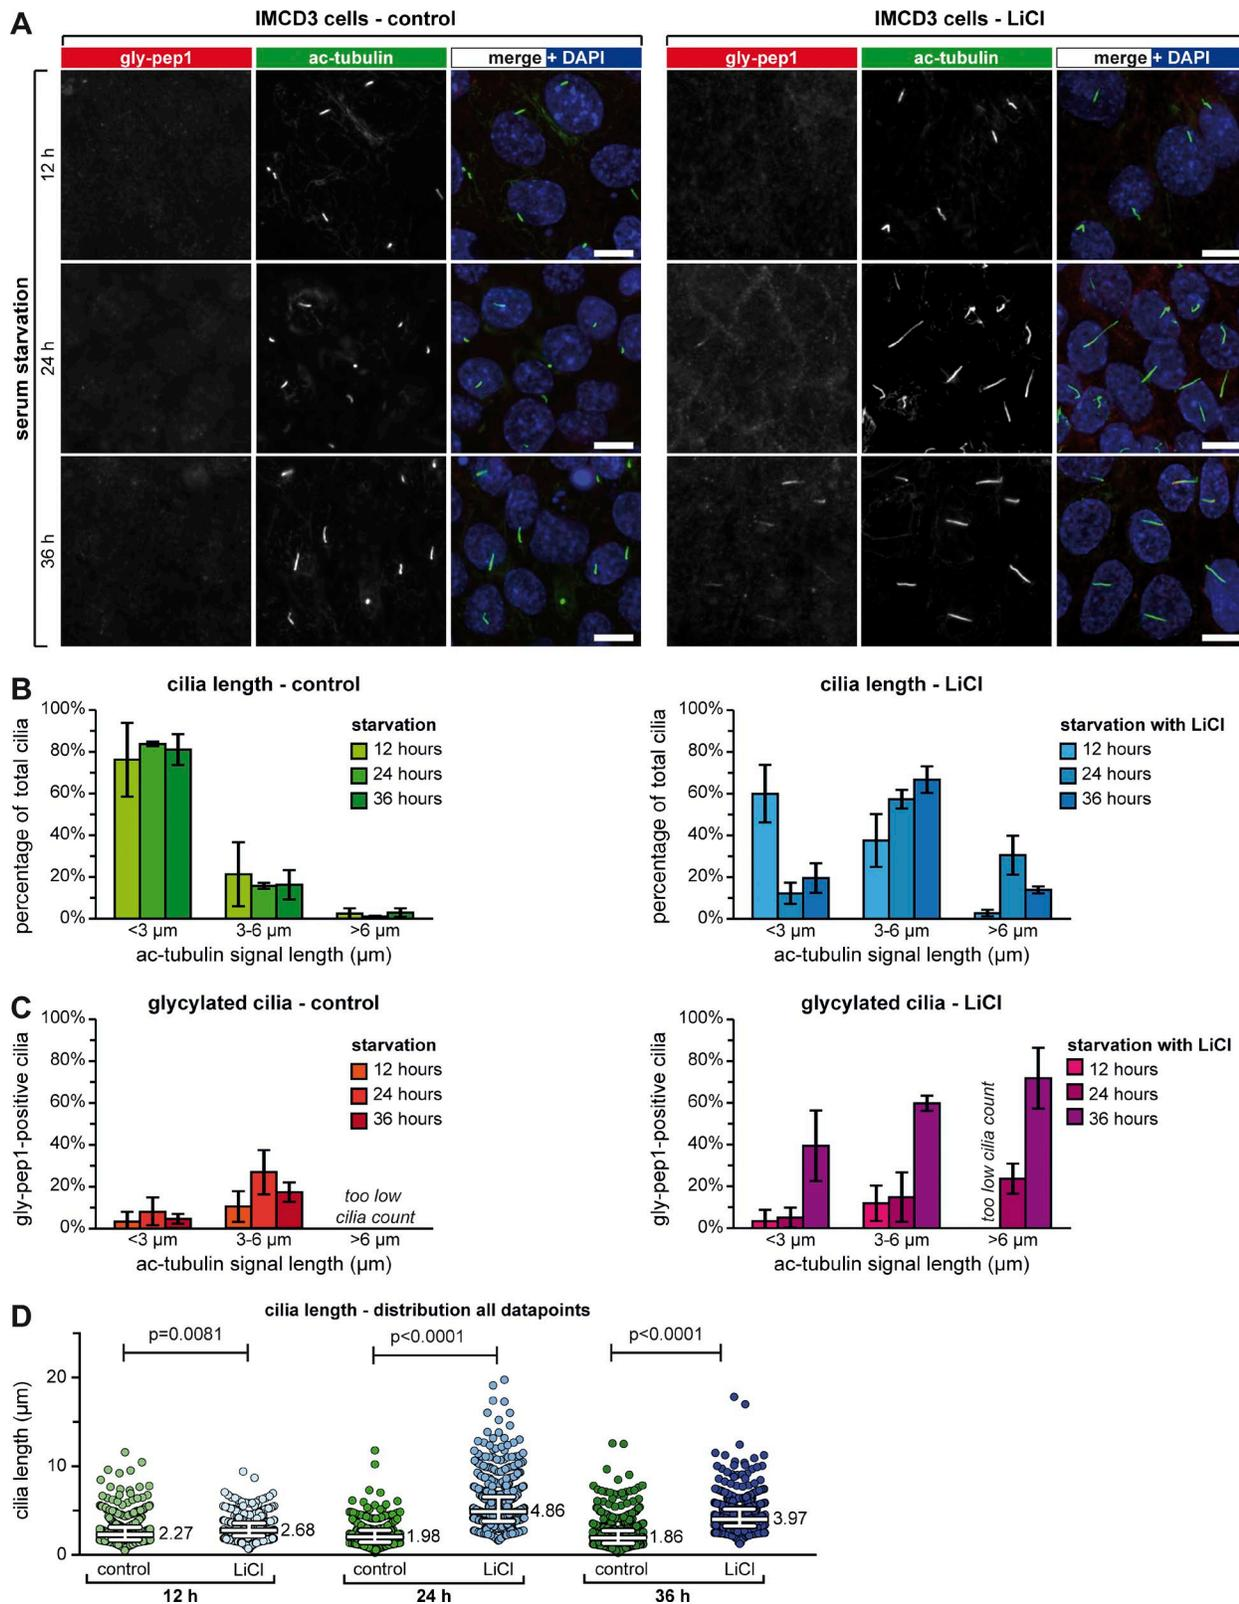 A
IMCD3 cells - control
IMCD3 cells - LiCl
gly-pep1
ac-tubulin
merge + DAPI
gly-pep1
ac-tubulin
merge + DAPI
serum starvation
12 h
24 h
36 h
B
cilia length - control
percentage of total cilia
100%
80%
60%
40%
20%
0%
starvation
12 hours
24 hours
36 hours
<3 µm
3-6 µm
>6 µm
ac-tubulin signal length (µm)
cilia length - LiCl
percentage of total cilia
100%
80%
60%
40%
20%
0%
starvation with LiCl
12 hours
24 hours
36 hours
<3 µm
3-6 µm
>6 µm
ac-tubulin signal length (µm)
C
glycylated cilia - control
gly-pep1-positive cilia
100%
80%
60%
40%
20%
0%
starvation
12 hours
24 hours
36 hours
too low
cilia count
<3 µm
3-6 µm
>6 µm
ac-tubulin signal length (µm)
glycylated cilia - LiCl
gly-pep1-positive cilia
100%
80%
60%
40%
20%
0%
starvation with LiCl
12 hours
24 hours
36 hours
too low cilia count
<3 µm
3-6 µm
>6 µm
ac-tubulin signal length (µm)
D
cilia length - distribution all datapoints
cilia length (µm)
20
10
0
p=0.0081
p<0.0001
p<0.0001
2.27
2.68
1.98
4.86
1.86
3.97
control
LiCl
control
LiCl
control
LiCl
12 h
24 h
36 h